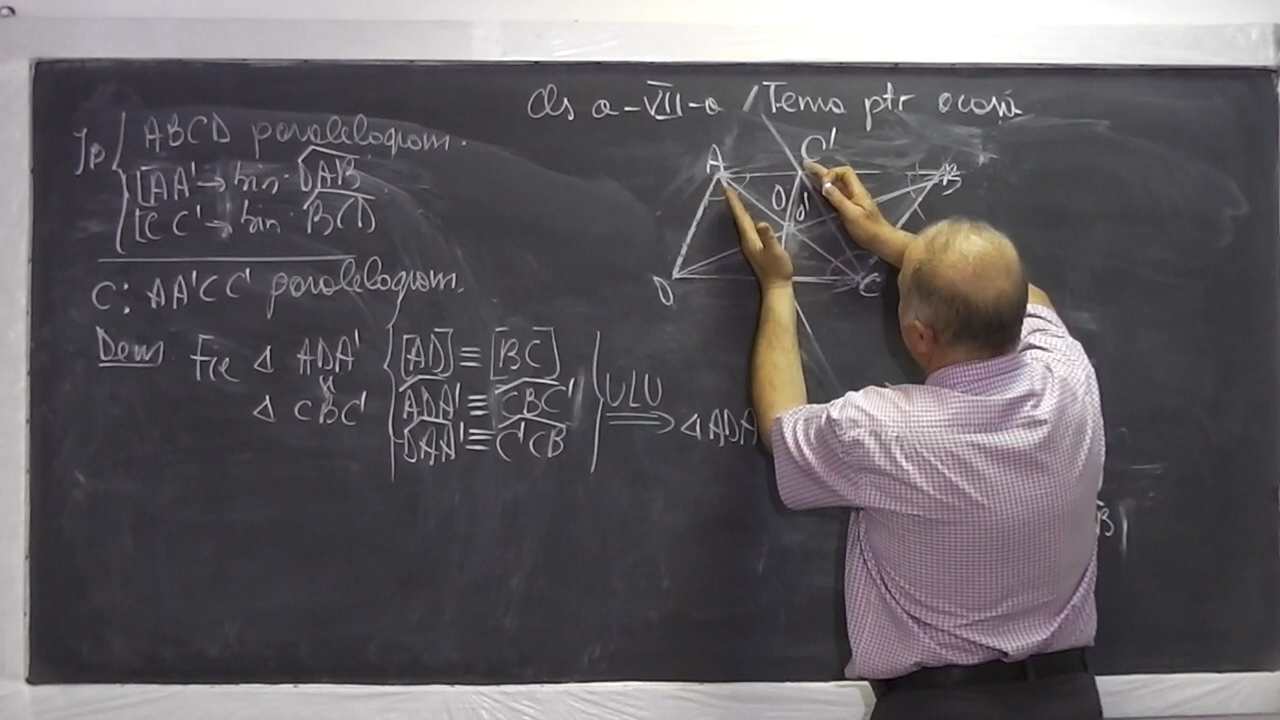 Cls a-VII-a / Tema ptr acasă
Ip { ABCD paralelogram.
[AA' → bis. DAB
[CC' → bis. BCD
C: AA'CC' paralelogram.
Dem Fie Δ ADA' { [AD] ≡ [BC]
Δ CBC' ADA' ≡ CBC' ULU ⟹ Δ ADA
DAA' ≡ C'CB
A C' B
O O'
D C
B